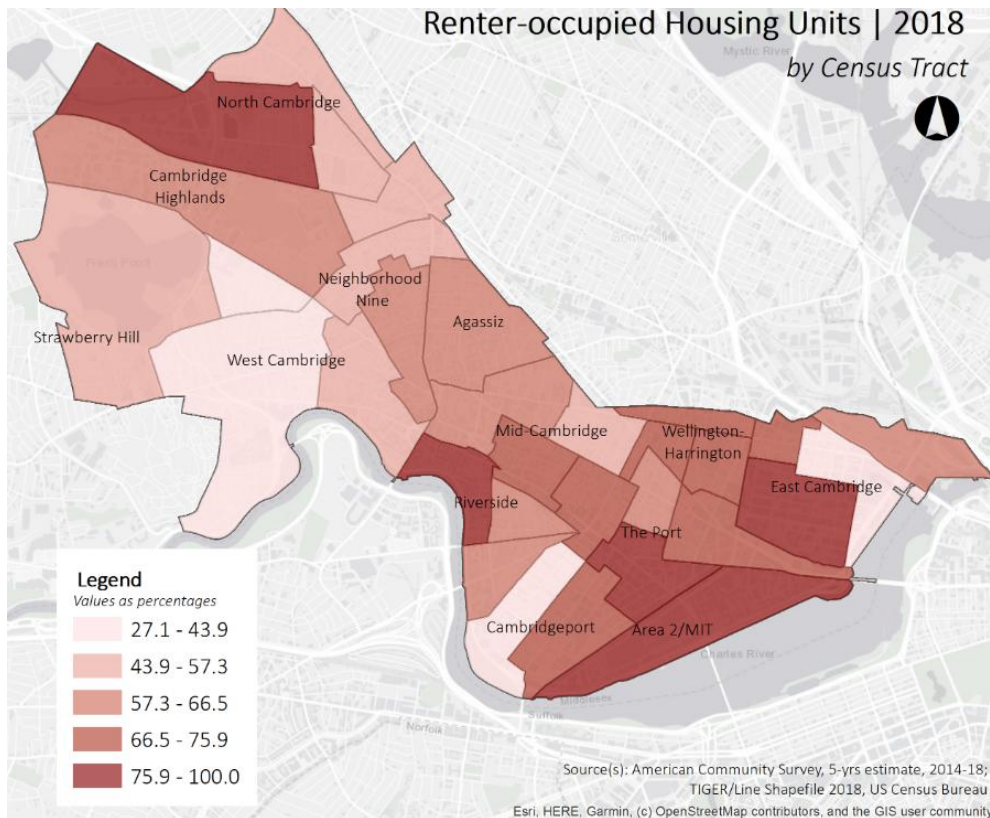 Renter-occupied Housing Units | 2018
by Census Tract
Mystic River
North Cambridge
Cambridge
Highlands
Neighborhood
Nine
Agassiz
Strawberry Hill
West Cambridge
Mid-Cambridge
Wellington-
Harrington
East Cambridge
Riverside
The Port
Cambridgeport
Area 2/MIT
Charles River
Middlesex
Suffolk
Norfolk
Legend
Values as percentages
27.1 - 43.9
43.9 - 57.3
57.3 - 66.5
66.5 - 75.9
75.9 - 100.0
Source(s): American Community Survey, 5-yrs estimate, 2014-18;
TIGER/Line Shapefile 2018, US Census Bureau
Esri, HERE, Garmin, (c) OpenStreetMap contributors, and the GIS user community